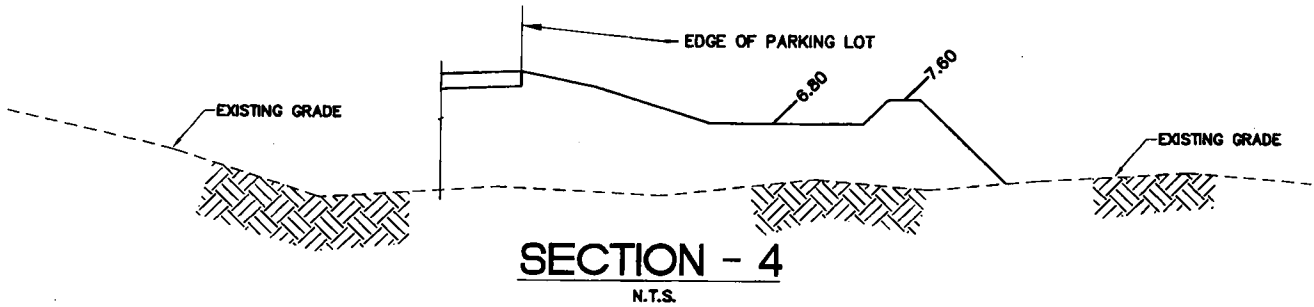 EDGE OF PARKING LOT
6.80
7.60
EXISTING GRADE
EXISTING GRADE
SECTION - 4
N.T.S.